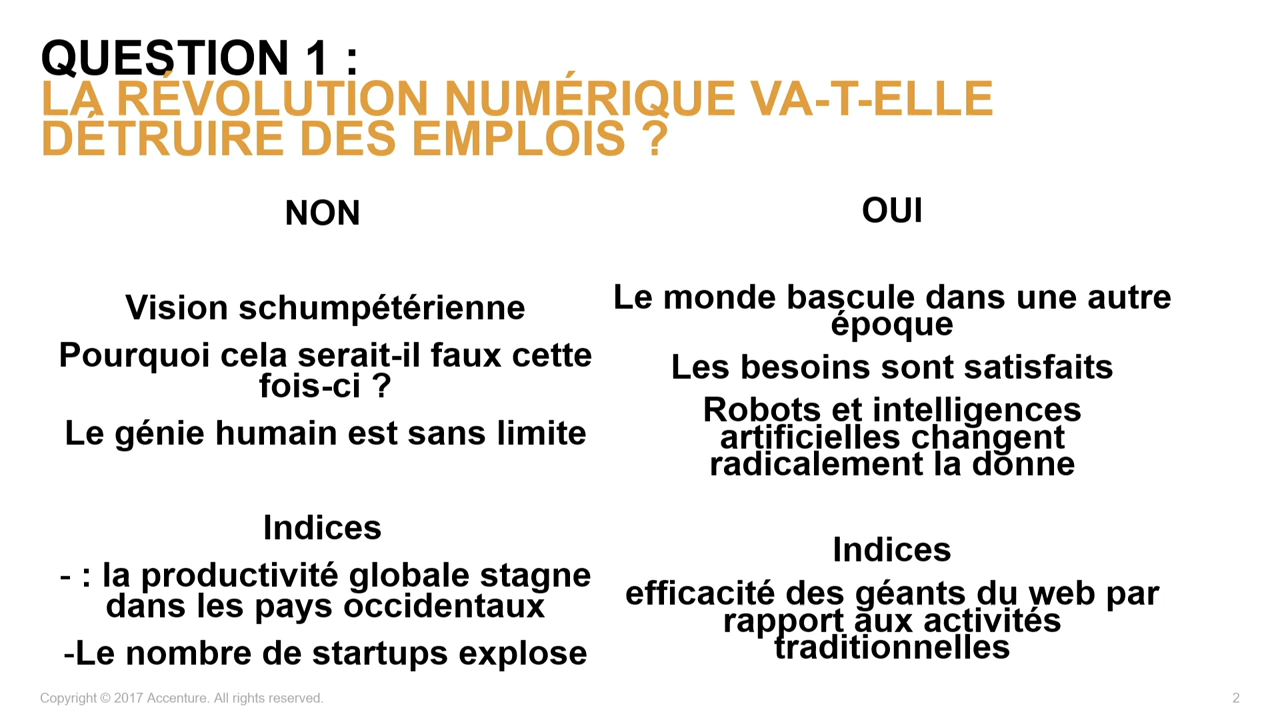 QUESTION 1 :
LA RÉVOLUTION NUMÉRIQUE VA-T-ELLE
DÉTRUIRE DES EMPLOIS ?
NON
Vision schumpétérienne
Pourquoi cela serait-il faux cette
fois-ci ?
Le génie humain est sans limite
Indices
- : la productivité globale stagne
dans les pays occidentaux
-Le nombre de startups explose
OUI
Le monde bascule dans une autre
époque
Les besoins sont satisfaits
Robots et intelligences
artificielles changent
radicalement la donne
Indices
efficacité des géants du web par
rapport aux activités
traditionnelles
Copyright © 2017 Accenture. All rights reserved.
2